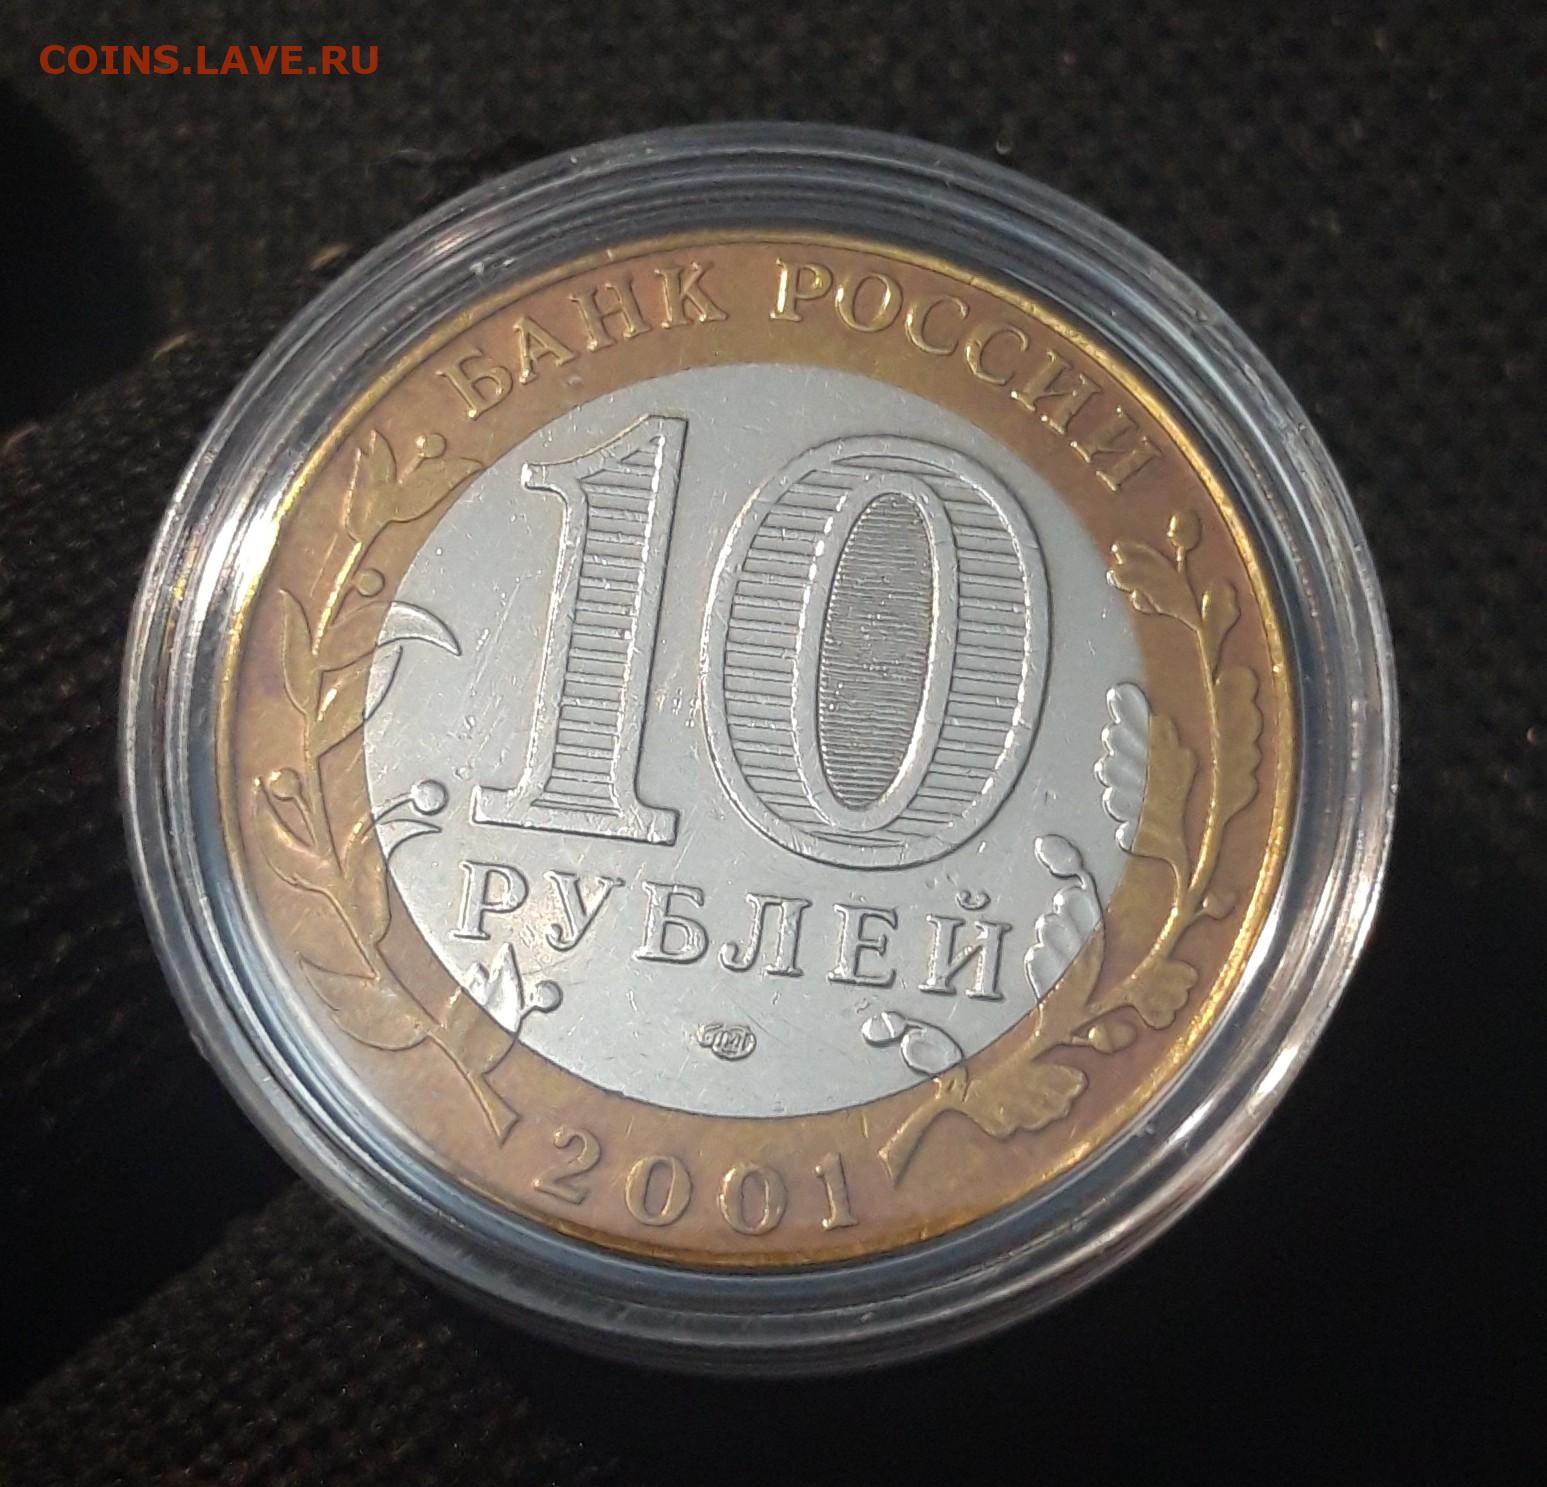 COINS.LAVE.RU
БАНК РОССИИ
10
РУБЛЕЙ
2001